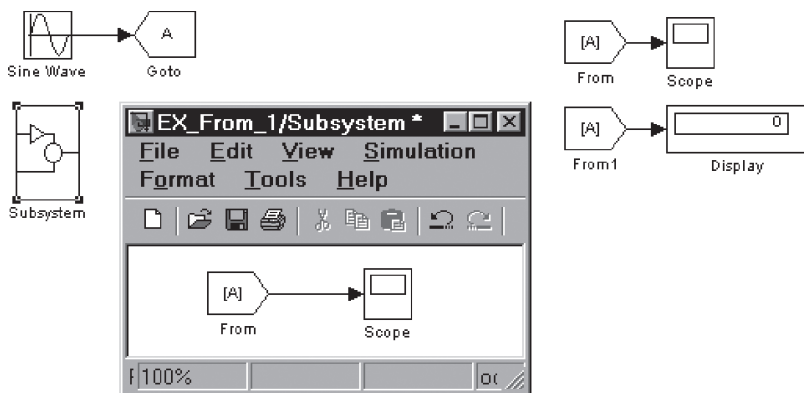 A
Sine Wave
Goto
[A]
From
Scope
Subsystem
EX_From_1/Subsystem *
File Edit View Simulation
Format Tools Help
[A]
From
Scope
100%
[A]
From1
0
Display